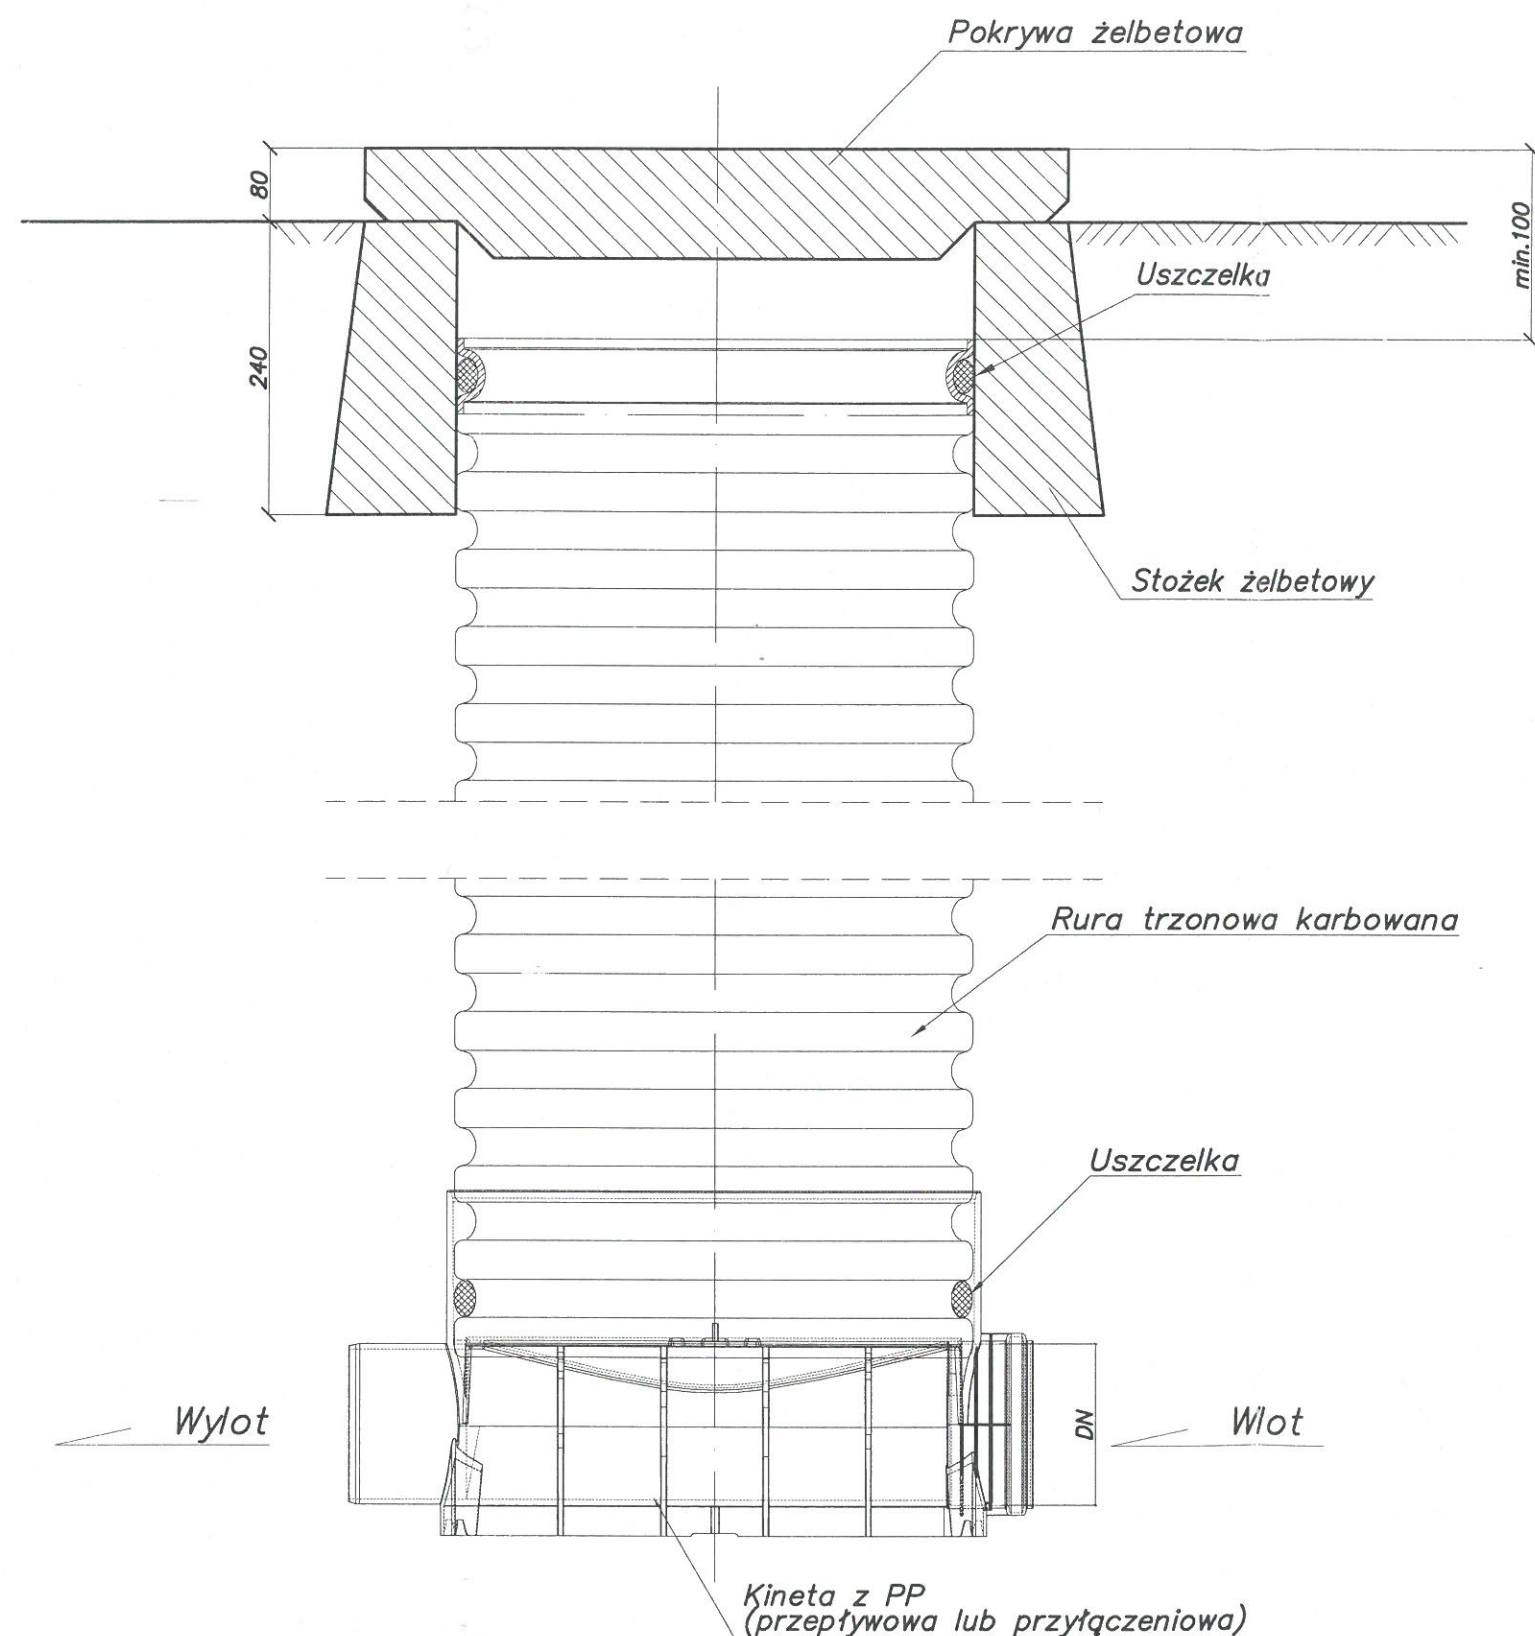 Pokrywa żelbetowa
80
min.100
Uszczelka
240
Stożek żelbetowy
Rura trzonowa karbowana
Uszczelka
Wylot
DN
Wlot
Kineta z PP
(przepływowa lub przyłączeniowa)